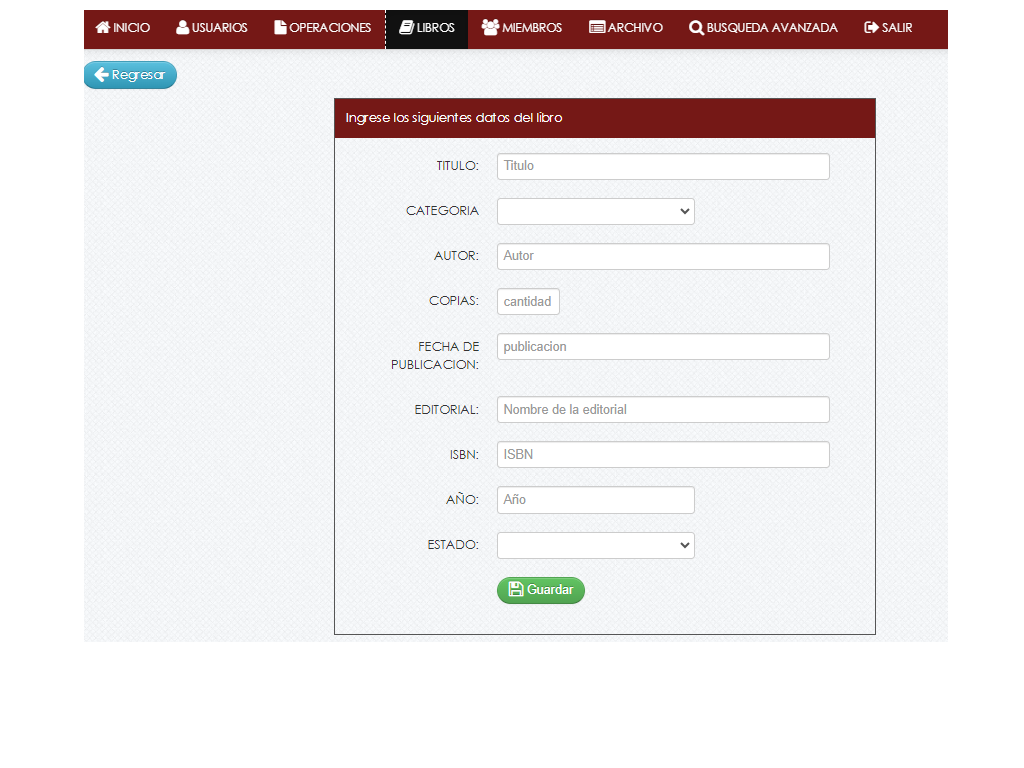 INICIO USUARIOS OPERACIONES LIBROS MIEMBROS ARCHIVO BUSQUEDA AVANZADA SALIR
Regresar
Ingrese los siguientes datos del libro
TITULO: Titulo
CATEGORIA
AUTOR: Autor
COPIAS: cantidad
FECHA DE publicacion
PUBLICACION:
EDITORIAL: Nombre de la editorial
ISBN: ISBN
AÑO: Año
ESTADO:
Guardar